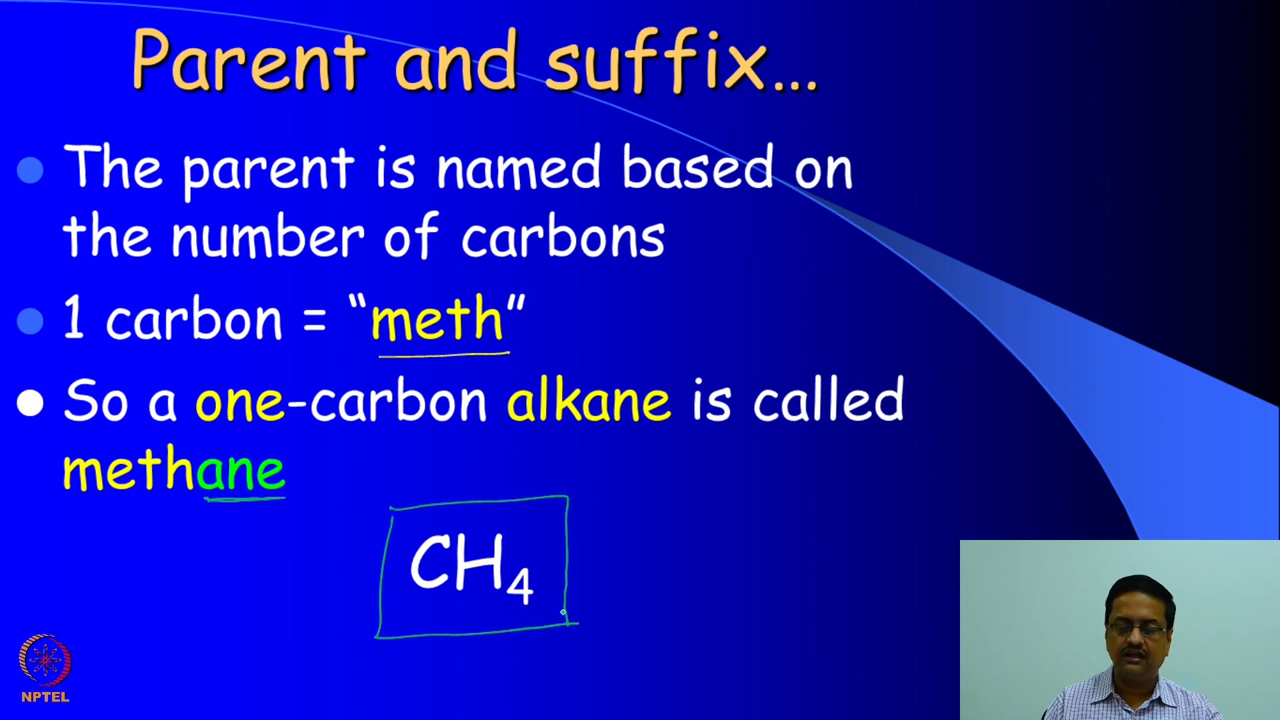 Parent and suffix...
The parent is named based on
the number of carbons
1 carbon = “meth”
So a one-carbon alkane is called
methane
CH₄
NPTEL